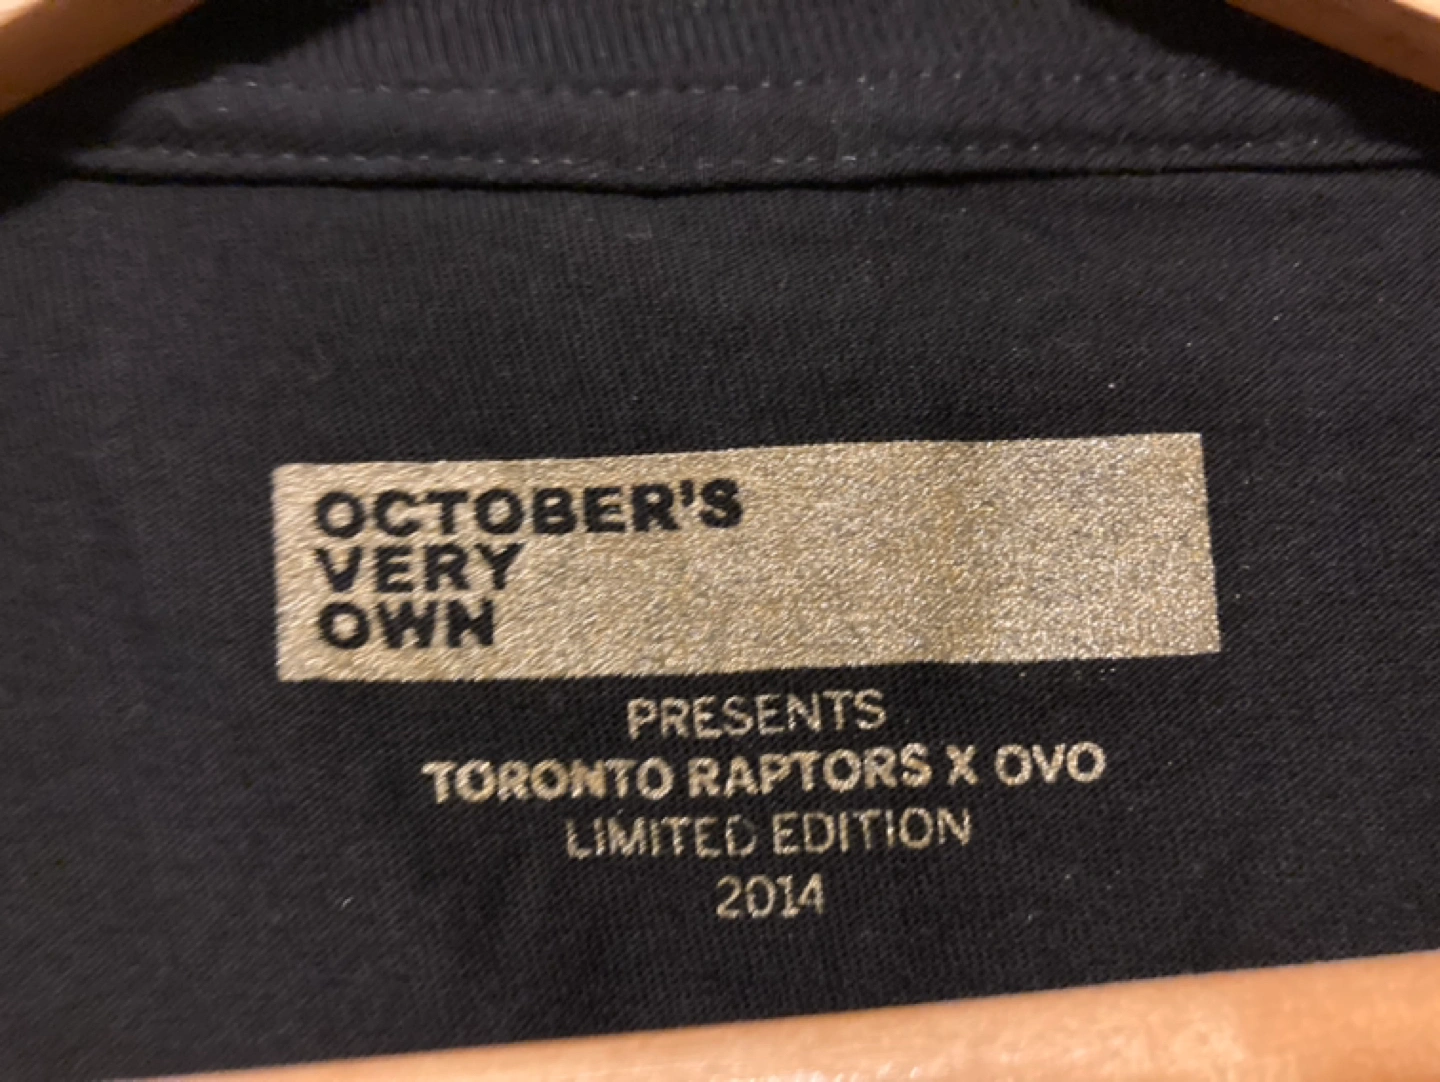 OCTOBER'S
VERY
OWN
PRESENTS
TORONTO RAPTORS X OVO
LIMITED EDITION
2014